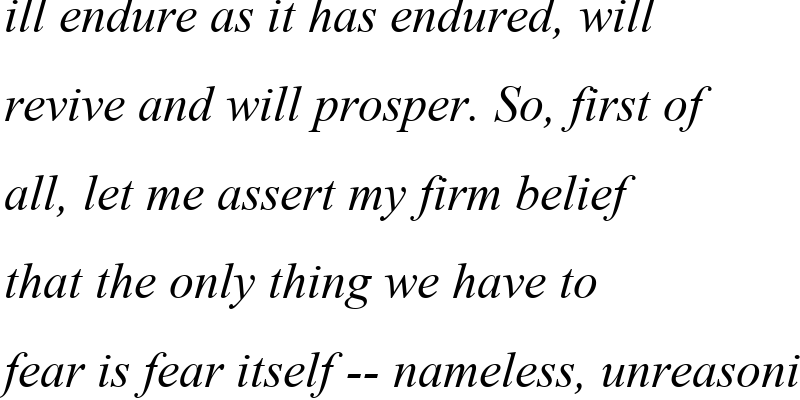 ill endure as it has endured, will
revive and will prosper. So, first of
all, let me assert my firm belief
that the only thing we have to
fear is fear itself -- nameless, unreasoni